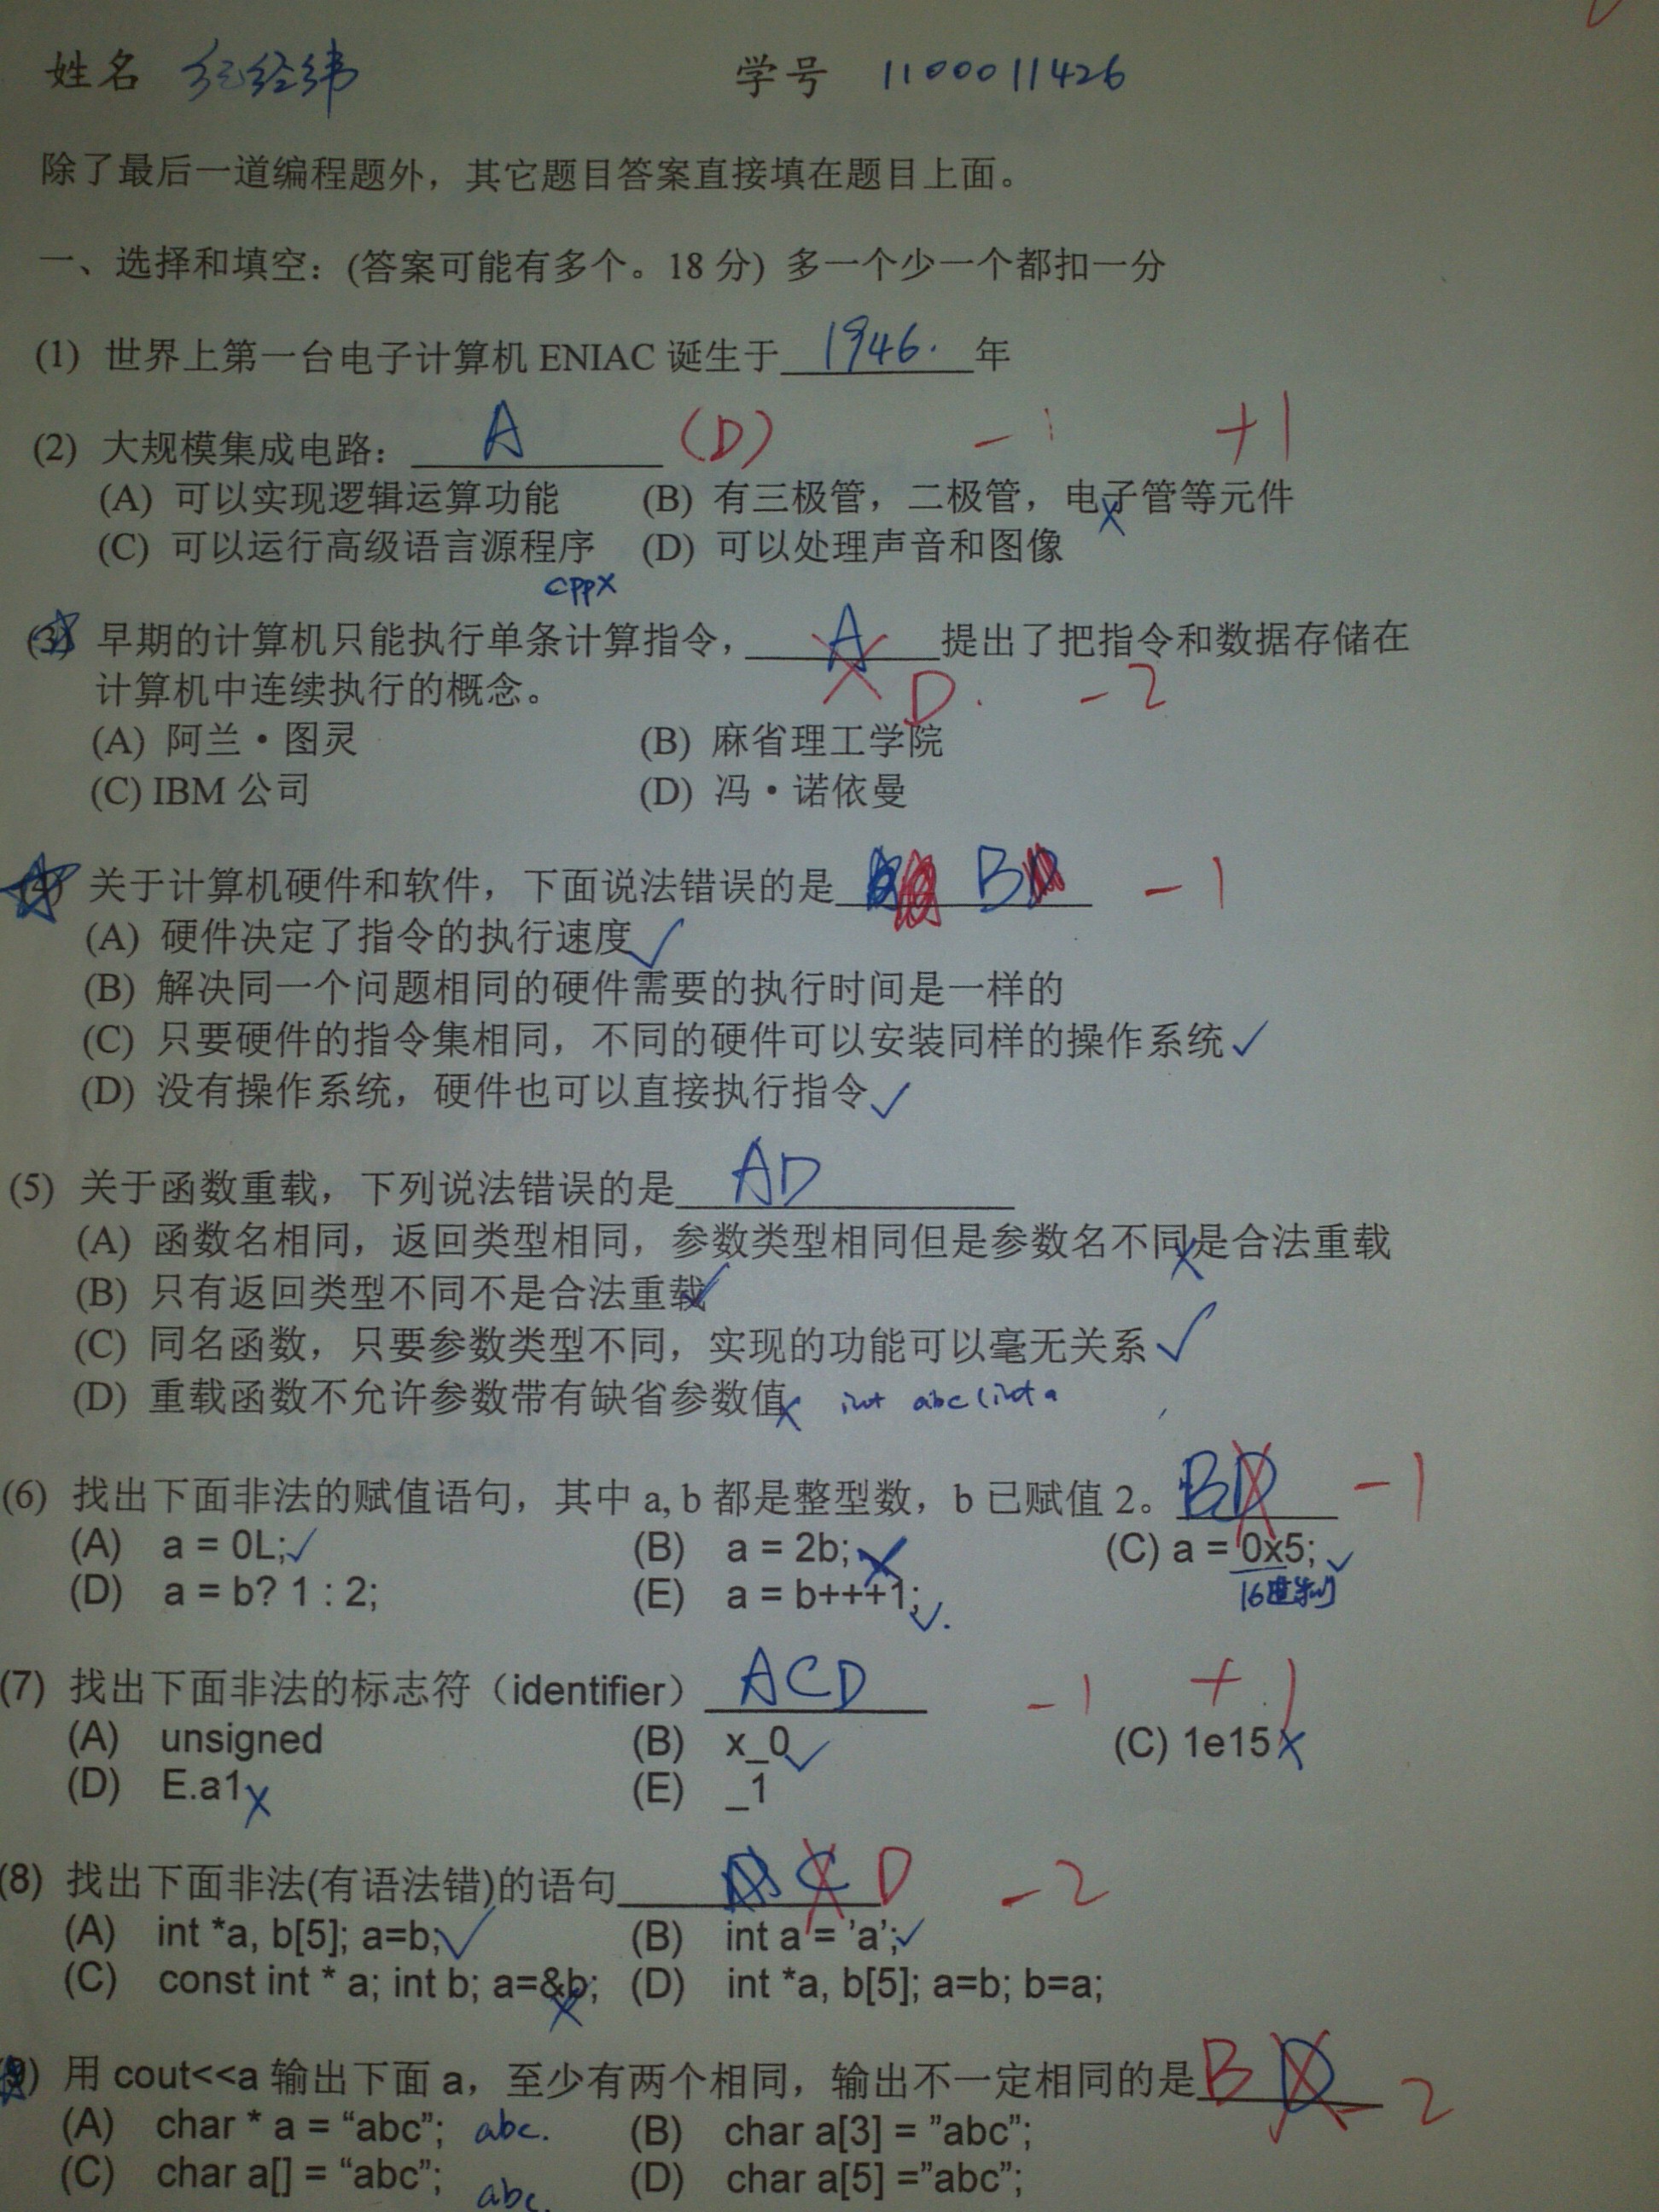 姓名 纪经纬 学号 1100011426
除了最后一道编程题外，其它题目答案直接填在题目上面。
一、选择和填空：(答案可能有多个。18 分) 多一个少一个都扣一分
(1) 世界上第一台电子计算机 ENIAC 诞生于 1946. 年
(2) 大规模集成电路： A (D) -1 +1
(A) 可以实现逻辑运算功能 (B) 有三极管，二极管，电子管等元件 x
(C) 可以运行高级语言源程序 (D) 可以处理声音和图像
cpp x
(3) 早期的计算机只能执行单条计算指令， A 提出了把指令和数据存储在
计算机中连续执行的概念。 D. -2
(A) 阿兰·图灵 (B) 麻省理工学院
(C) IBM 公司 (D) 冯·诺依曼
(4) 关于计算机硬件和软件，下面说法错误的是 B -1
(A) 硬件决定了指令的执行速度 ✓
(B) 解决同一个问题相同的硬件需要的执行时间是一样的
(C) 只要硬件的指令集相同，不同的硬件可以安装同样的操作系统 ✓
(D) 没有操作系统，硬件也可以直接执行指令 ✓
(5) 关于函数重载，下列说法错误的是 AD
(A) 函数名相同，返回类型相同，参数类型相同但是参数名不同是合法重载 x
(B) 只有返回类型不同不是合法重载 ✓
(C) 同名函数，只要参数类型不同，实现的功能可以毫无关系 ✓
(D) 重载函数不允许参数带有缺省参数值 x int abc(int a
(6) 找出下面非法的赋值语句，其中 a, b 都是整型数，b 已赋值 2。 BD -1
(A) a = 0L; ✓ (B) a = 2b; x (C) a = 0x5; ✓
16进制
(D) a = b? 1 : 2; (E) a = b+++1; ✓.
(7) 找出下面非法的标志符（identifier） ACD -1 +1
(A) unsigned (B) x_0 ✓ (C) 1e15 x
(D) E.a1 x (E) _1
(8) 找出下面非法(有语法错)的语句 C D -2
(A) int *a, b[5]; a=b; ✓ (B) int a = ’a’; ✓
(C) const int * a; int b; a=&b; x (D) int *a, b[5]; a=b; b=a;
(9) 用 cout<<a 输出下面 a，至少有两个相同，输出不一定相同的是 B D -2
(A) char * a = “abc”; abc. (B) char a[3] = ”abc”;
(C) char a[] = “abc”; abc. (D) char a[5] =”abc”;